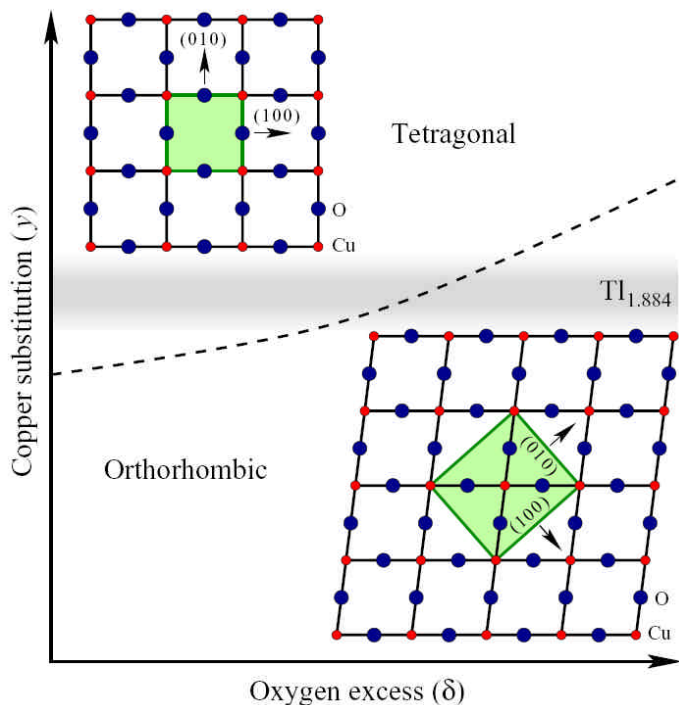 (010)
(100)
Tetragonal
O
Cu
Copper substitution (y)
Tl1.884
Orthorhombic
(010)
(100)
O
Cu
Oxygen excess (δ)